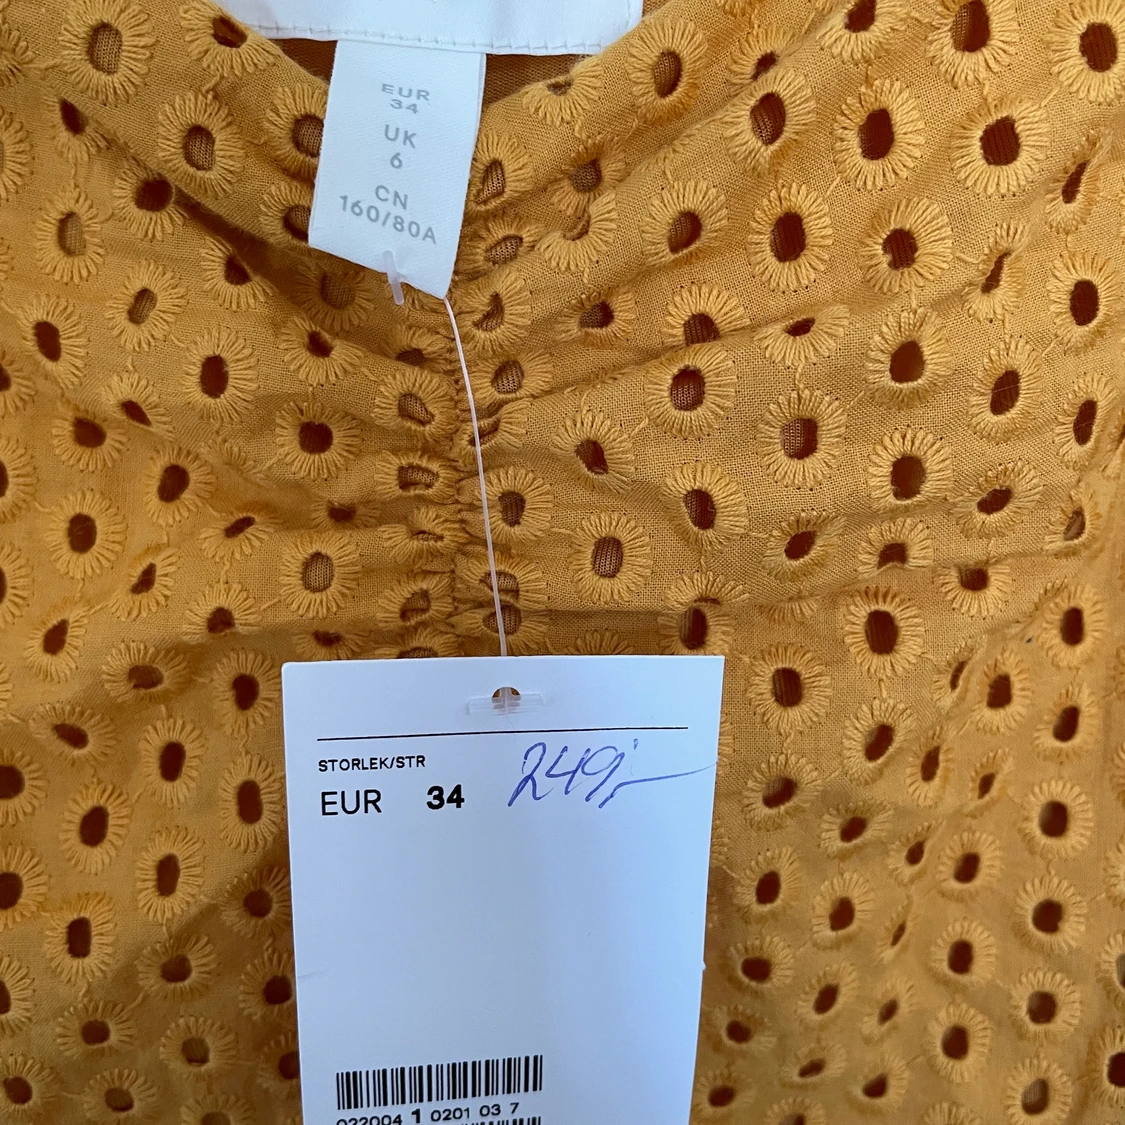 EUR
34
UK
6
CN
160/80A
STORLEK/STR
249,-
EUR 34
022004 1 0201 03 7